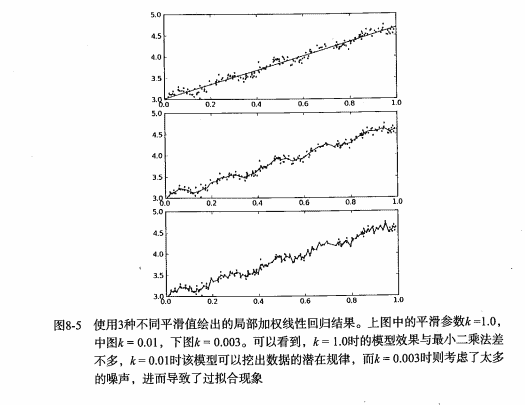 5.0
4.5
4.0
3.5
3.0
0.0 0.2 0.4 0.6 0.8 1.0
5.0
4.5
4.0
3.5
3.0
0.0 0.2 0.4 0.6 0.8 1.0
5.0
4.5
4.0
3.5
3.0
0.0 0.2 0.4 0.6 0.8 1.0
图8-5 使用3种不同平滑值绘出的局部加权线性回归结果。上图中的平滑参数k=1.0,
中图k = 0.01，下图k = 0.003。可以看到，k = 1.0时的模型效果与最小二乘法差
不多，k = 0.01时该模型可以挖出数据的潜在规律，而k = 0.003时则考虑了太多
的噪声，进而导致了过拟合现象